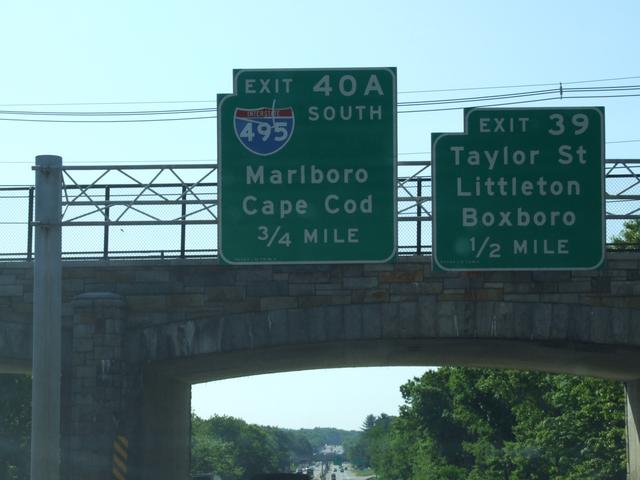 EXIT 40A
INTERSTATE
495
SOUTH
Marlboro
Cape Cod
3/4 MILE
EXIT 39
Taylor St
Littleton
Boxboro
1/2 MILE